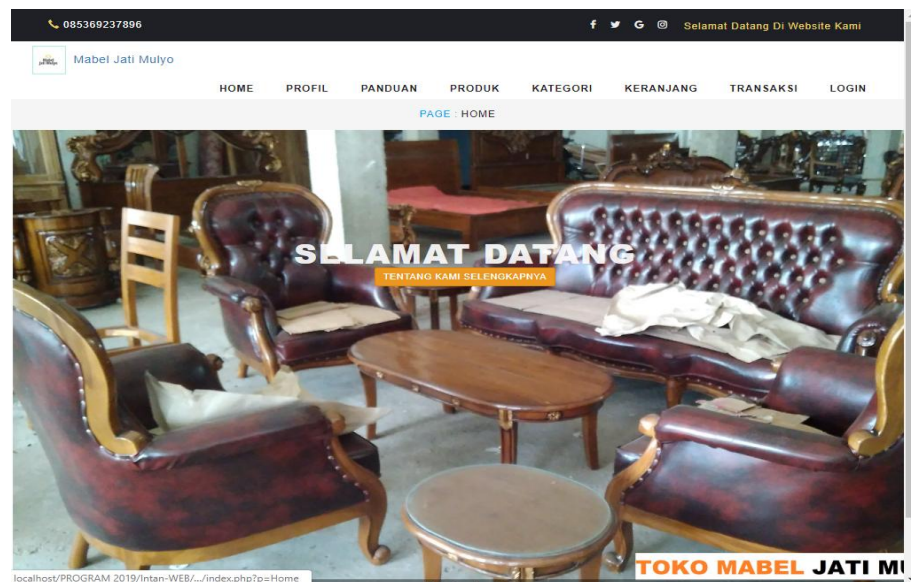 085369237896
Selamat Datang Di Website Kami
Mabel Jati Mulyo
HOME PROFIL PANDUAN PRODUK KATEGORI KERANJANG TRANSAKSI LOGIN
PAGE : HOME
SELAMAT DATANG
TENTANG KAMI SELENGKAPNYA
TOKO MABEL JATI MU
localhost/PROGRAM 2019/Intan-WEB/.../index.php?p=Home